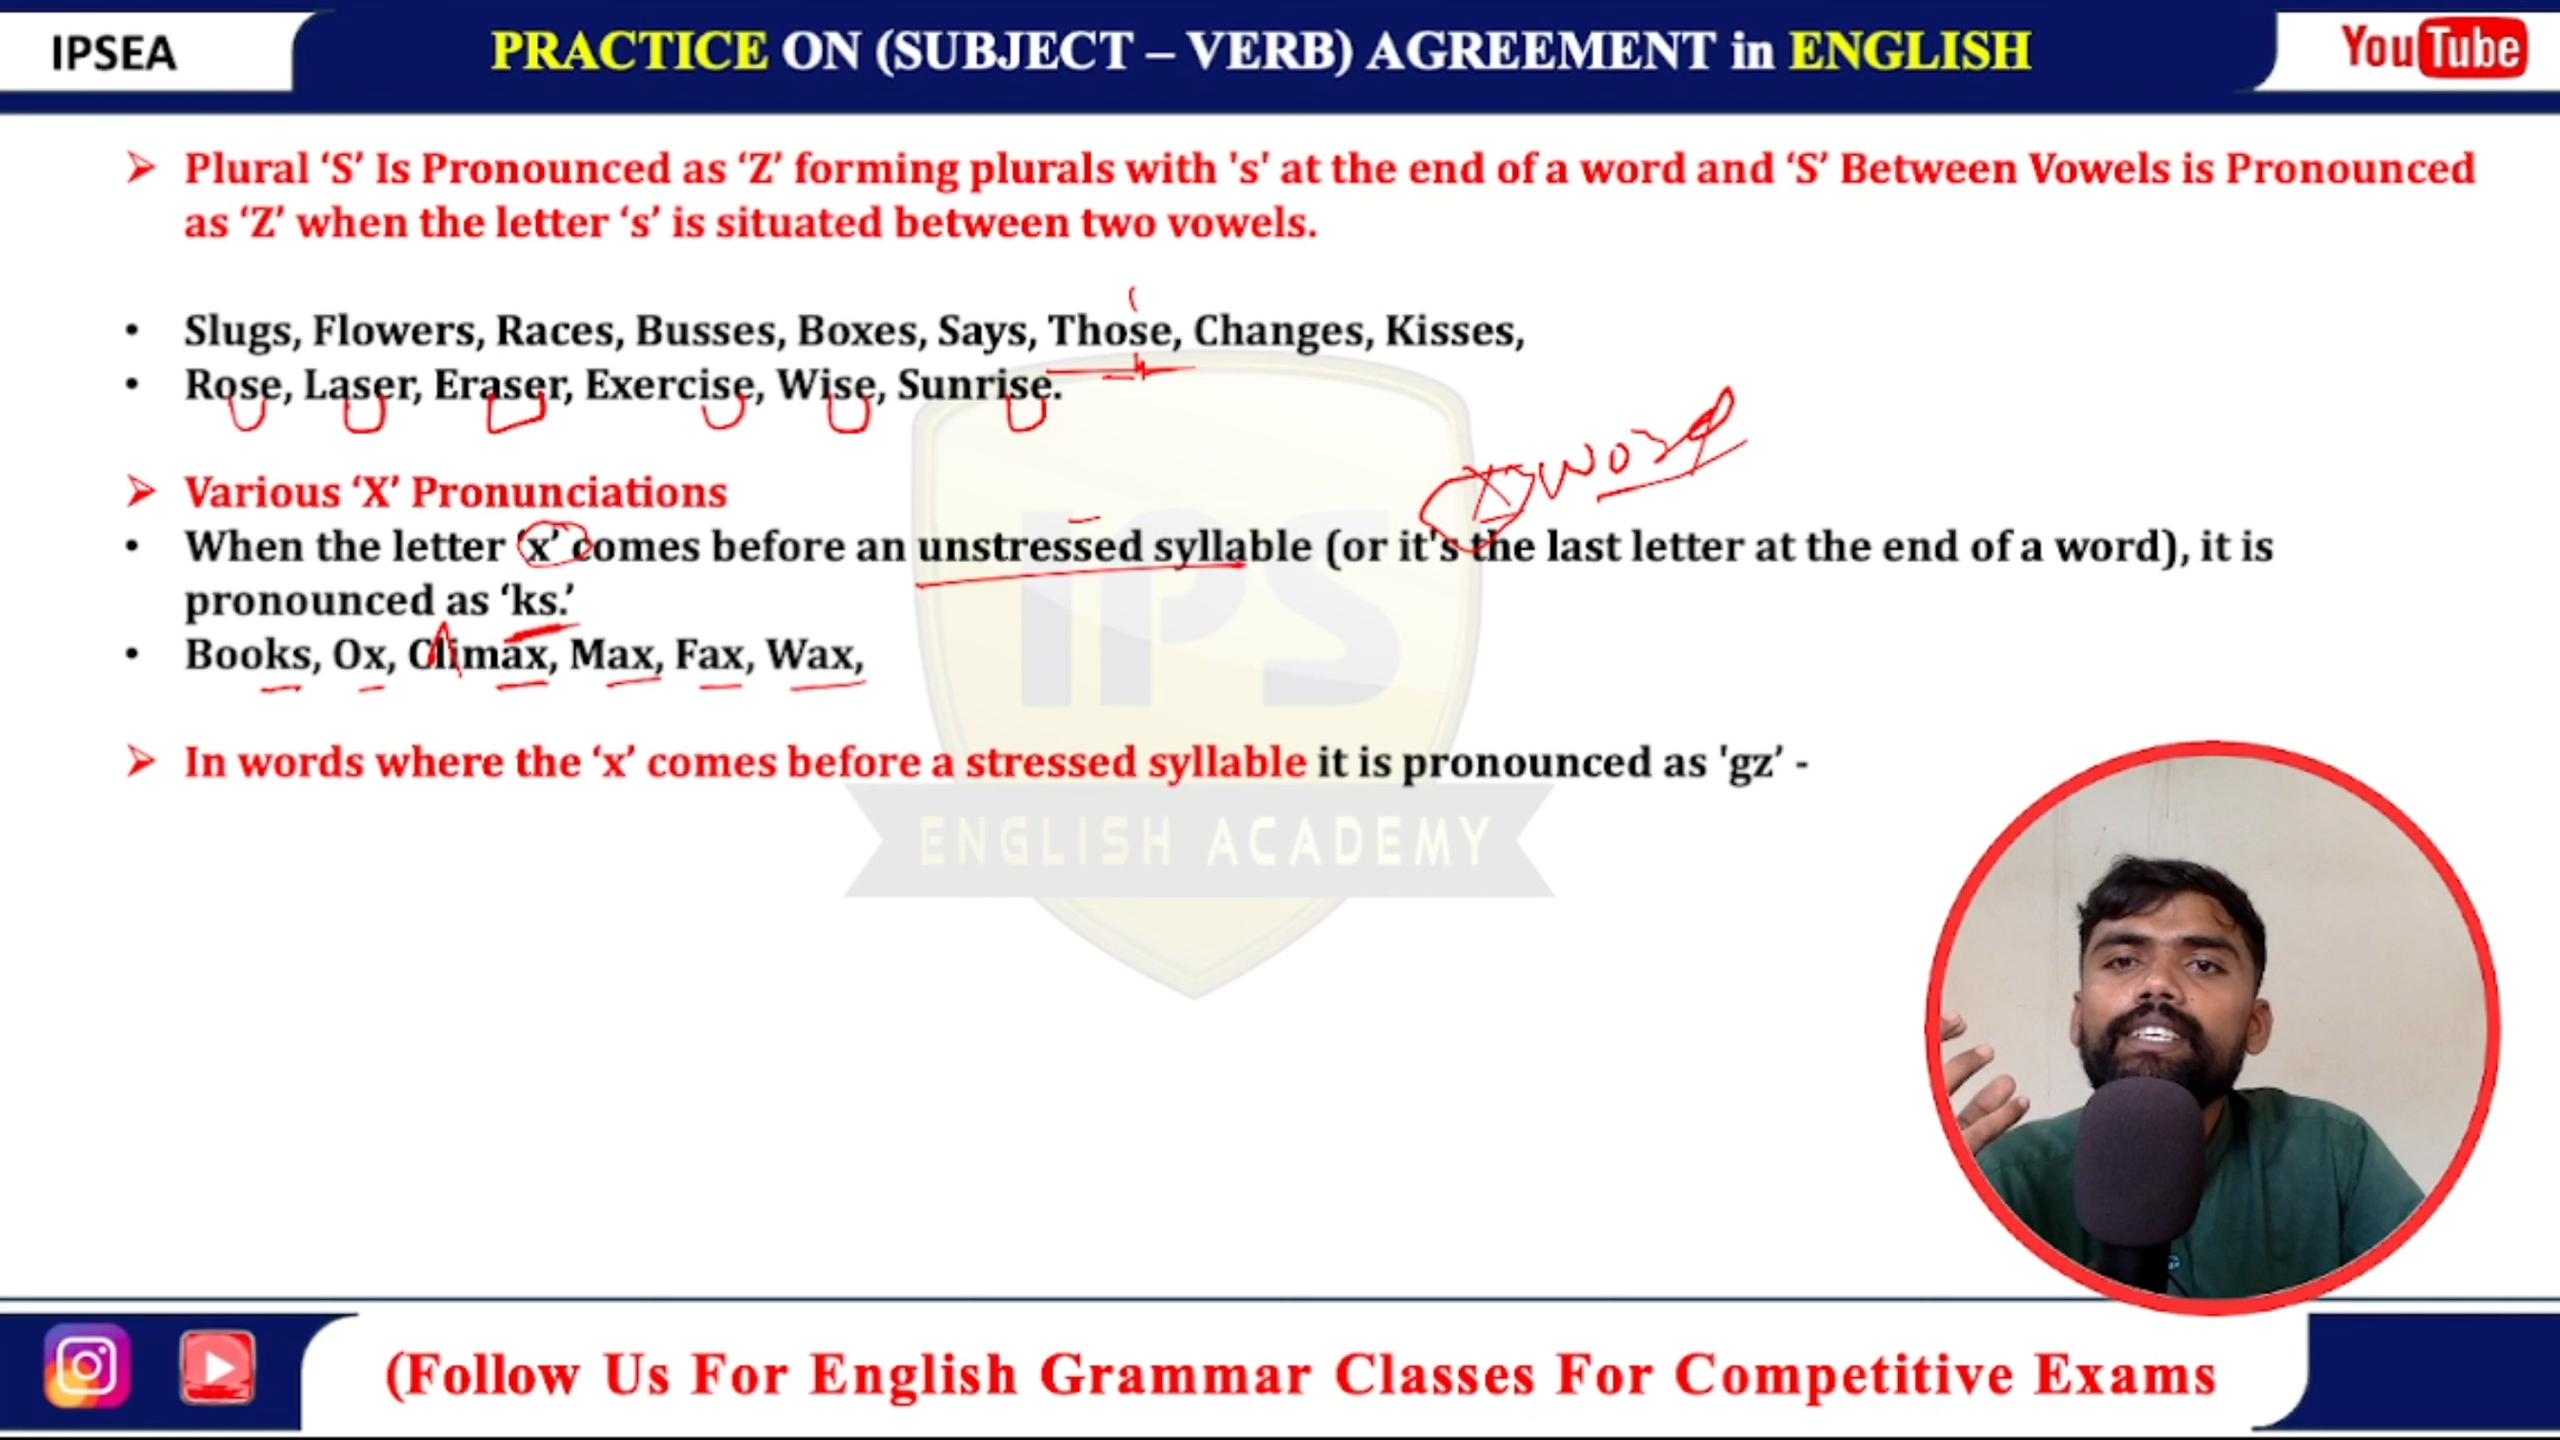 IPSEA
PRACTICE ON (SUBJECT – VERB) AGREEMENT in ENGLISH
YouTube
➢ Plural ‘S’ Is Pronounced as ‘Z’ forming plurals with 's' at the end of a word and ‘S’ Between Vowels is Pronounced
as ‘Z’ when the letter ‘s’ is situated between two vowels.
• Slugs, Flowers, Races, Busses, Boxes, Says, Those, Changes, Kisses,
• Rose, Laser, Eraser, Exercise, Wise, Sunrise.
X word
➢ Various ‘X’ Pronunciations
• When the letter ‘x’ comes before an unstressed syllable (or it's the last letter at the end of a word), it is
pronounced as ‘ks.’
• Books, Ox, Climax, Max, Fax, Wax,
IPS
➢ In words where the ‘x’ comes before a stressed syllable it is pronounced as 'gz’ -
ENGLISH ACADEMY
(Follow Us For English Grammar Classes For Competitive Exams